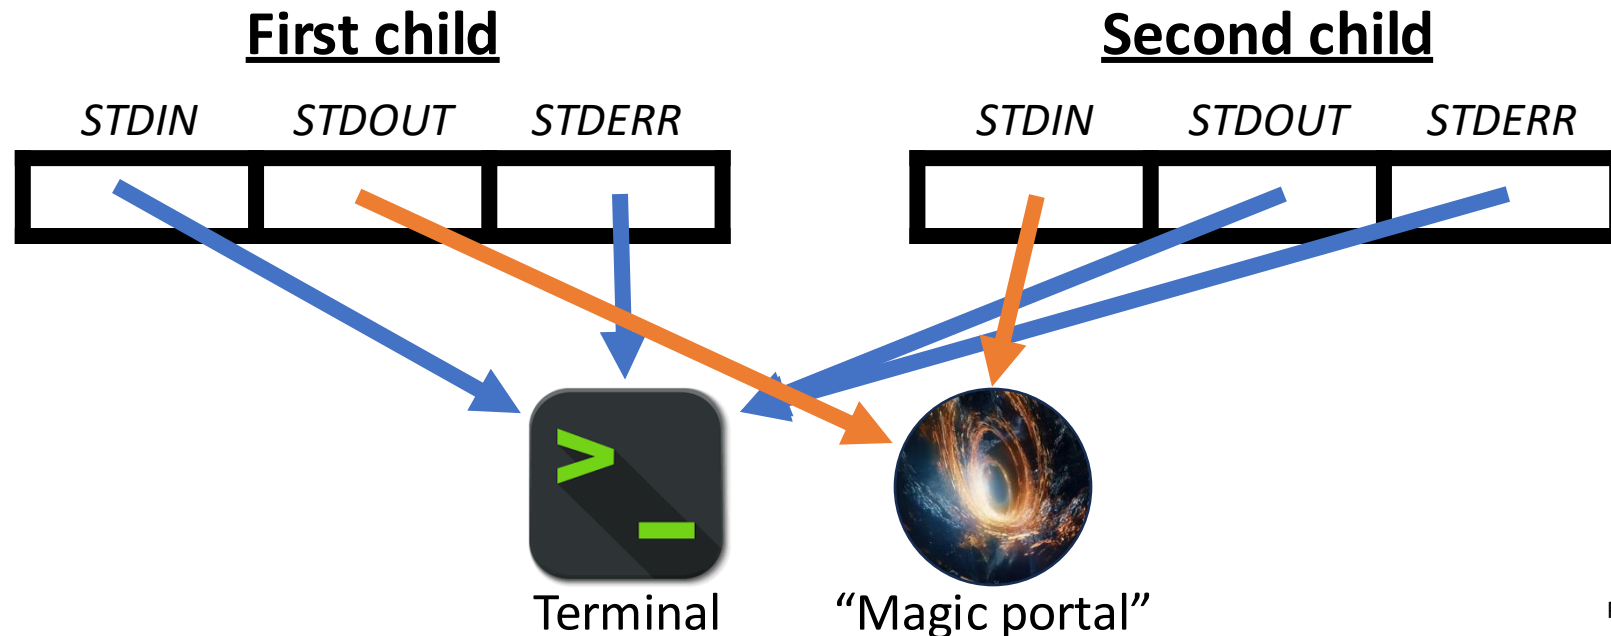 First child
Second child
STDIN STDOUT STDERR
STDIN STDOUT STDERR
>_
Terminal
“Magic portal”